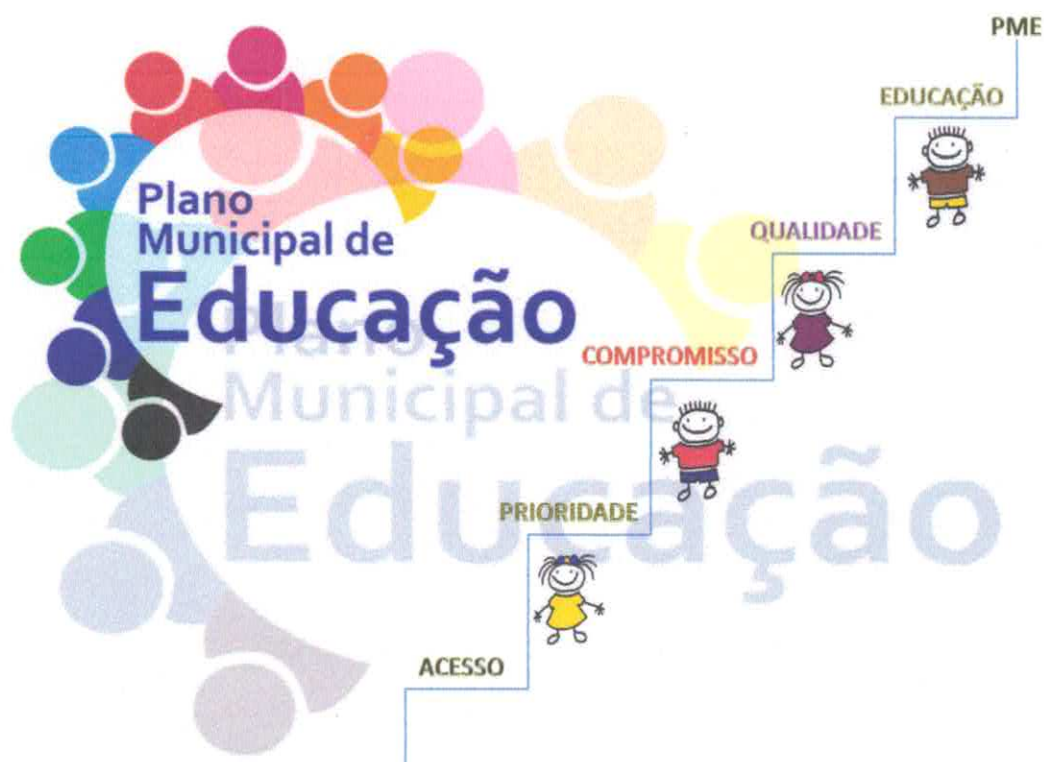 PME
EDUCAÇÃO
QUALIDADE
COMPROMISSO
PRIORIDADE
ACESSO
Plano
Municipal de
Educação
Plano
Municipal de
Educação